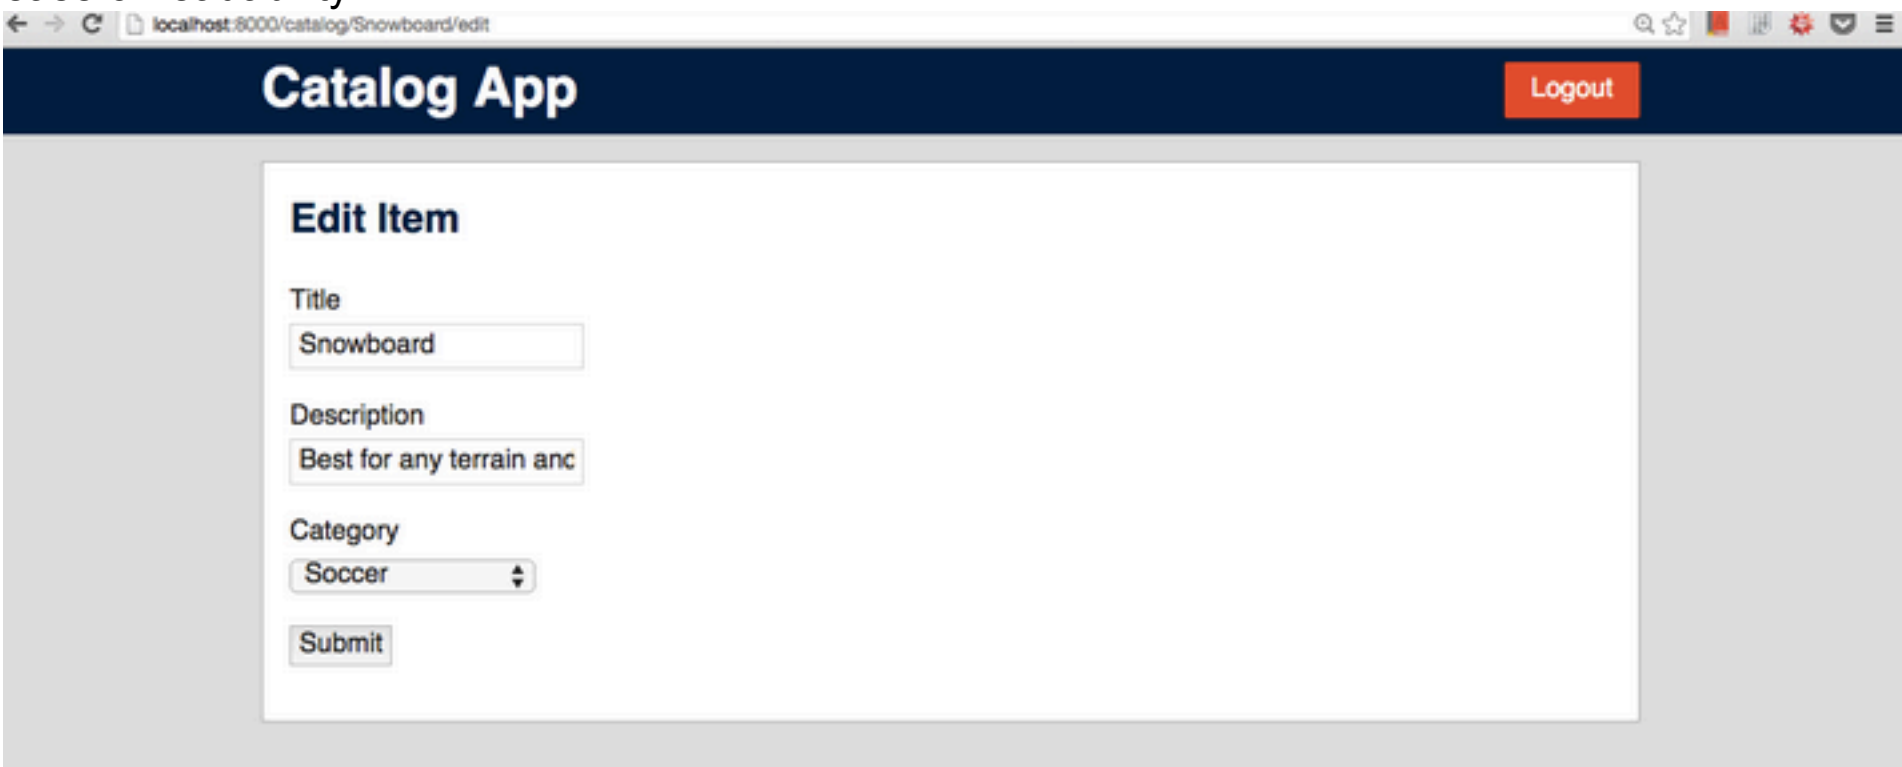 localhost:8000/catalog/Snowboard/edit
Catalog App
Logout
Edit Item
Title
Snowboard
Description
Best for any terrain anc
Category
Soccer
Submit